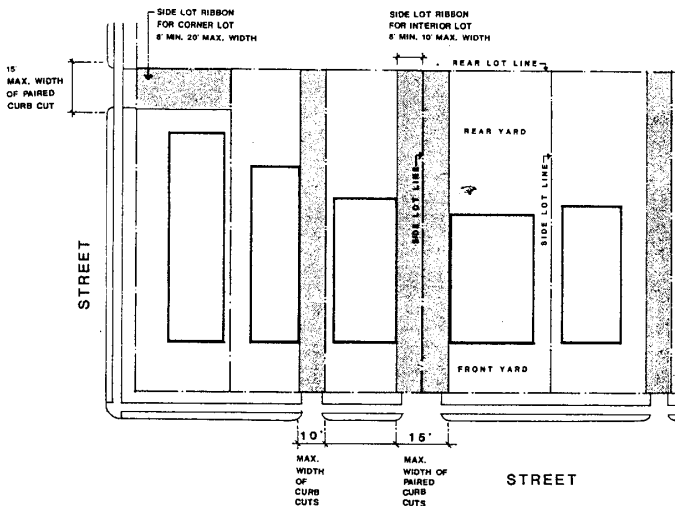 SIDE LOT RIBBON
FOR CORNER LOT
8' MIN. 20' MAX. WIDTH
SIDE LOT RIBBON
FOR INTERIOR LOT
8' MIN. 10' MAX. WIDTH
15'
MAX. WIDTH
OF PAIRED
CURB CUT
REAR LOT LINE
REAR YARD
SIDE LOT LINE
SIDE LOT LINE
STREET
FRONT YARD
10'
15'
MAX.
WIDTH
OF
CURB
CUTS
MAX.
WIDTH OF
PAIRED
CURB
CUTS
STREET